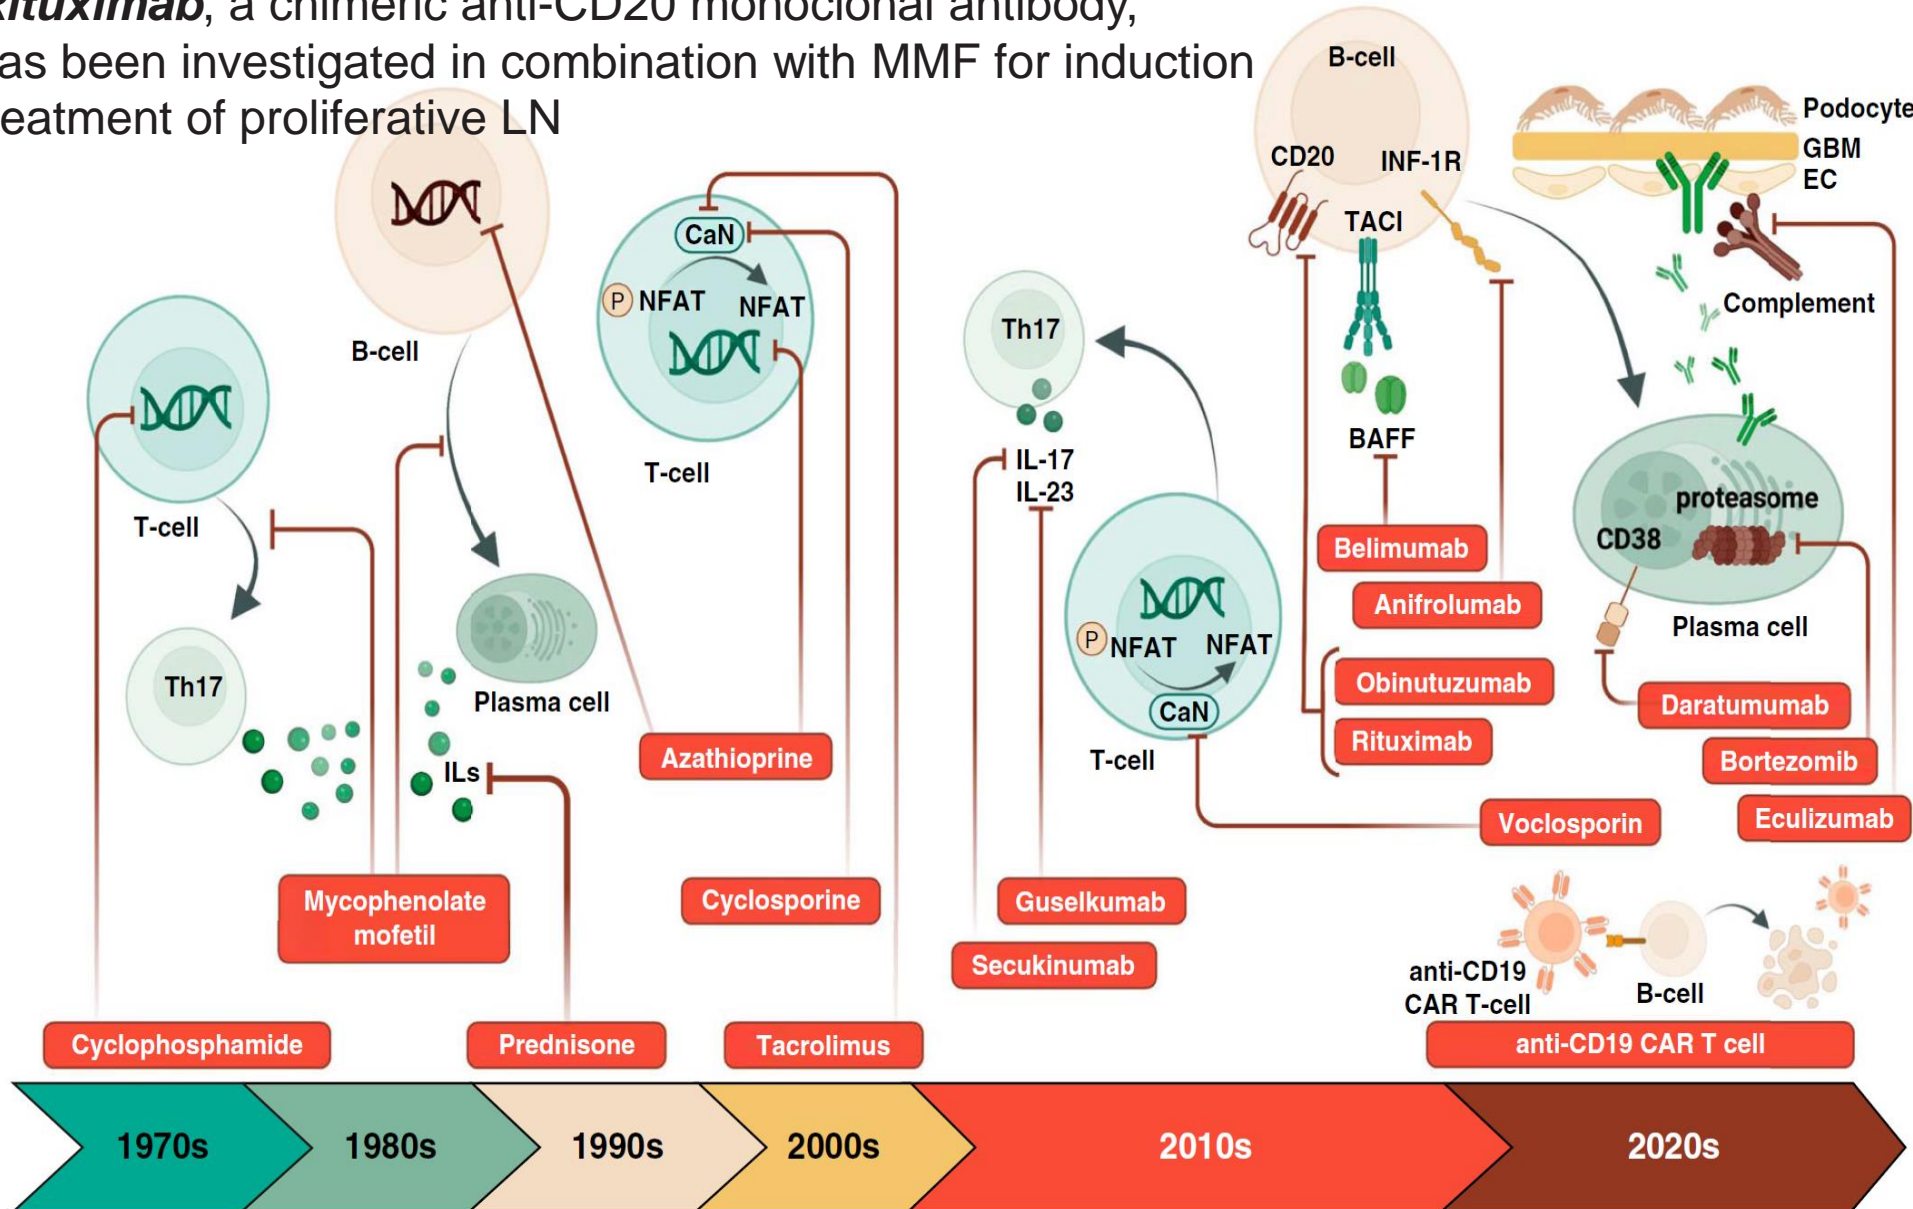 Rituximab, a chimeric anti-CD20 monoclonal antibody,
as been investigated in combination with MMF for induction
eatment of proliferative LN
B-cell
T-cell
Th17
Plasma cell
ILs
CaN
P NFAT NFAT
T-cell
Azathioprine
Mycophenolate
mofetil
Cyclosporine
Cyclophosphamide
Prednisone
Tacrolimus
Th17
IL-17
IL-23
P NFAT NFAT
CaN
T-cell
Guselkumab
Secukinumab
B-cell
CD20
INF-1R
TACI
BAFF
Belimumab
Anifrolumab
Obinutuzumab
Rituximab
Voclosporin
Podocyte
GBM
EC
Complement
proteasome
CD38
Plasma cell
Daratumumab
Bortezomib
Eculizumab
anti-CD19
CAR T-cell
B-cell
anti-CD19 CAR T cell
1970s
1980s
1990s
2000s
2010s
2020s